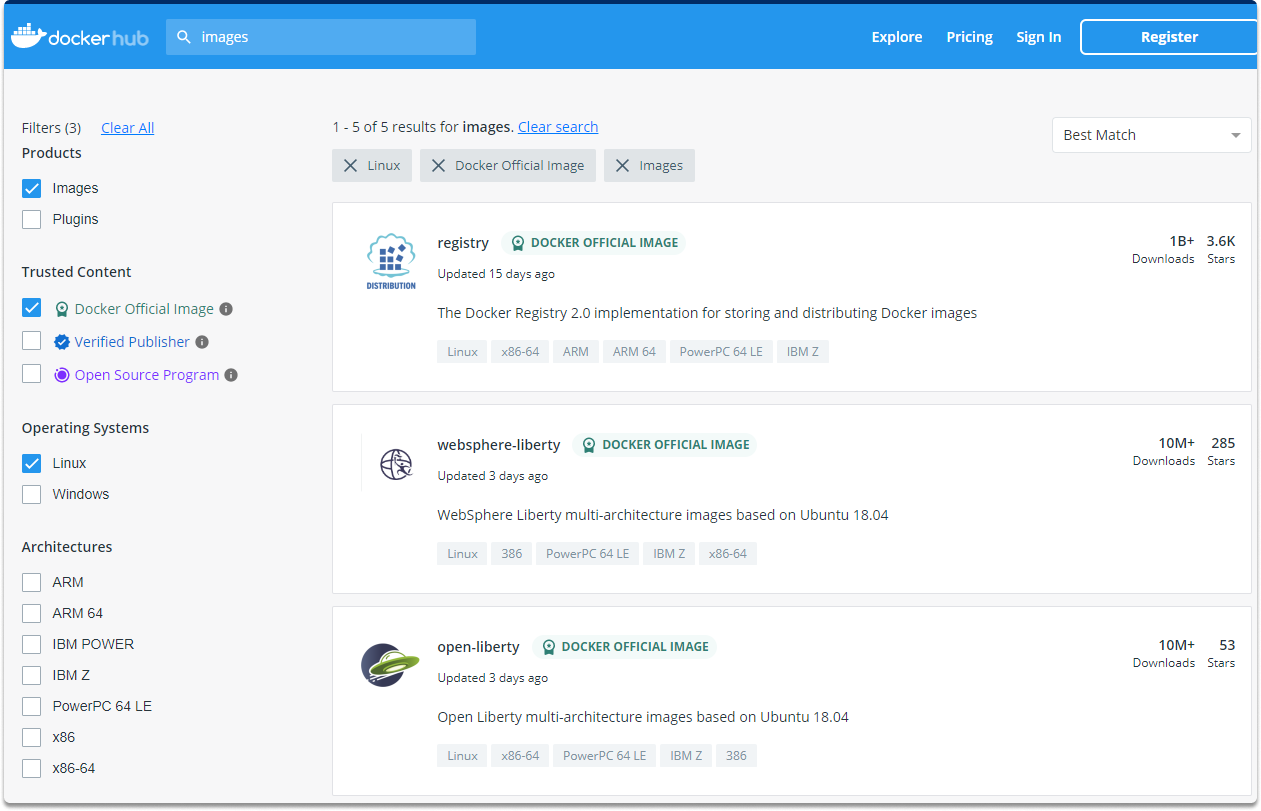 docker hub
images
Explore Pricing Sign In Register
Filters (3) Clear All
Products
Images
Plugins
Trusted Content
Docker Official Image
Verified Publisher
Open Source Program
Operating Systems
Linux
Windows
Architectures
ARM
ARM 64
IBM POWER
IBM Z
PowerPC 64 LE
x86
x86-64
1 - 5 of 5 results for images. Clear search
Best Match
Linux Docker Official Image Images
DISTRIBUTION
registry DOCKER OFFICIAL IMAGE
Updated 15 days ago
1B+ 3.6K
Downloads Stars
The Docker Registry 2.0 implementation for storing and distributing Docker images
Linux x86-64 ARM ARM 64 PowerPC 64 LE IBM Z
websphere-liberty DOCKER OFFICIAL IMAGE
Updated 3 days ago
10M+ 285
Downloads Stars
WebSphere Liberty multi-architecture images based on Ubuntu 18.04
Linux 386 PowerPC 64 LE IBM Z x86-64
open-liberty DOCKER OFFICIAL IMAGE
Updated 3 days ago
10M+ 53
Downloads Stars
Open Liberty multi-architecture images based on Ubuntu 18.04
Linux x86-64 PowerPC 64 LE IBM Z 386